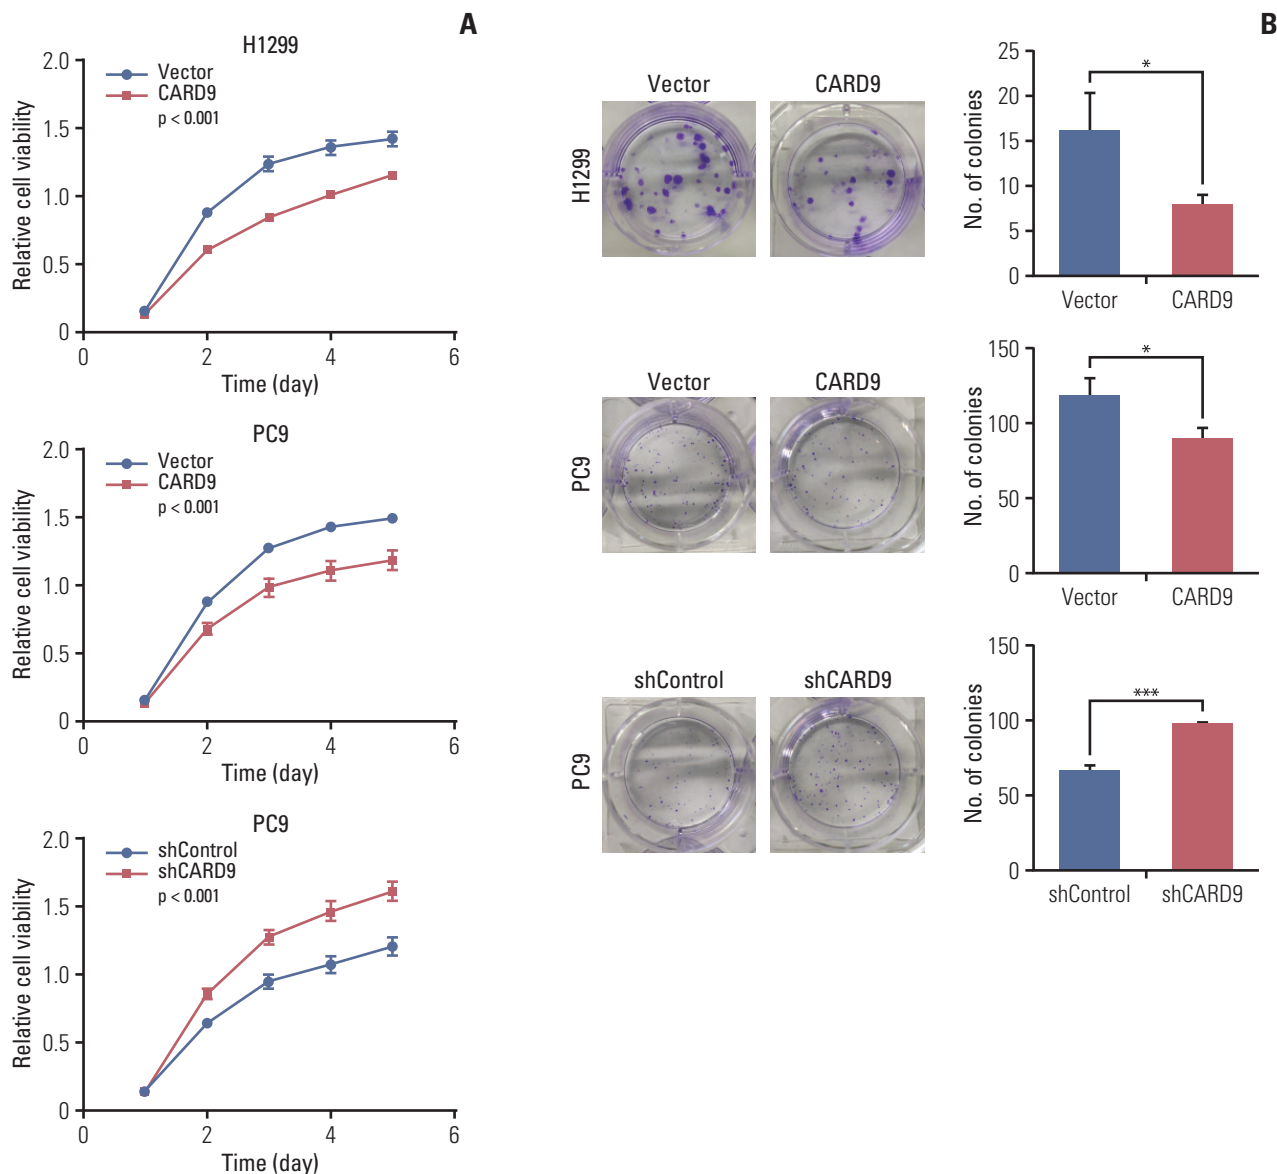 A
H1299
Vector
CARD9
p < 0.001
Relative cell viability
2.0
1.5
1.0
0.5
0
0 2 4 6
Time (day)
PC9
Vector
CARD9
p < 0.001
Relative cell viability
2.0
1.5
1.0
0.5
0
0 2 4 6
Time (day)
PC9
shControl
shCARD9
p < 0.001
Relative cell viability
2.0
1.5
1.0
0.5
0
0 2 4 6
Time (day)
B
Vector CARD9
H1299
No. of colonies
25
20
15
10
5
0
*
Vector CARD9
Vector CARD9
PC9
No. of colonies
150
100
50
0
*
Vector CARD9
shControl shCARD9
PC9
No. of colonies
150
100
50
0
***
shControl shCARD9